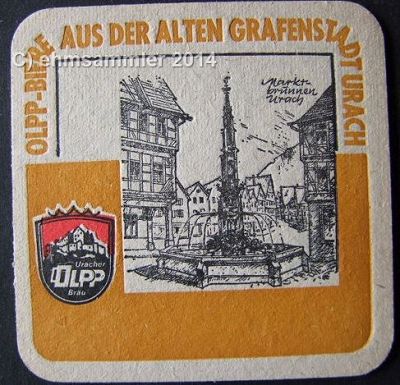 OLPP-BIERE AUS DER ALTEN GRAFENSTADT URACH
Markt-
brunnen
Urach
Uracher
OLPP
Bräu
(C) ehmsammler 2014